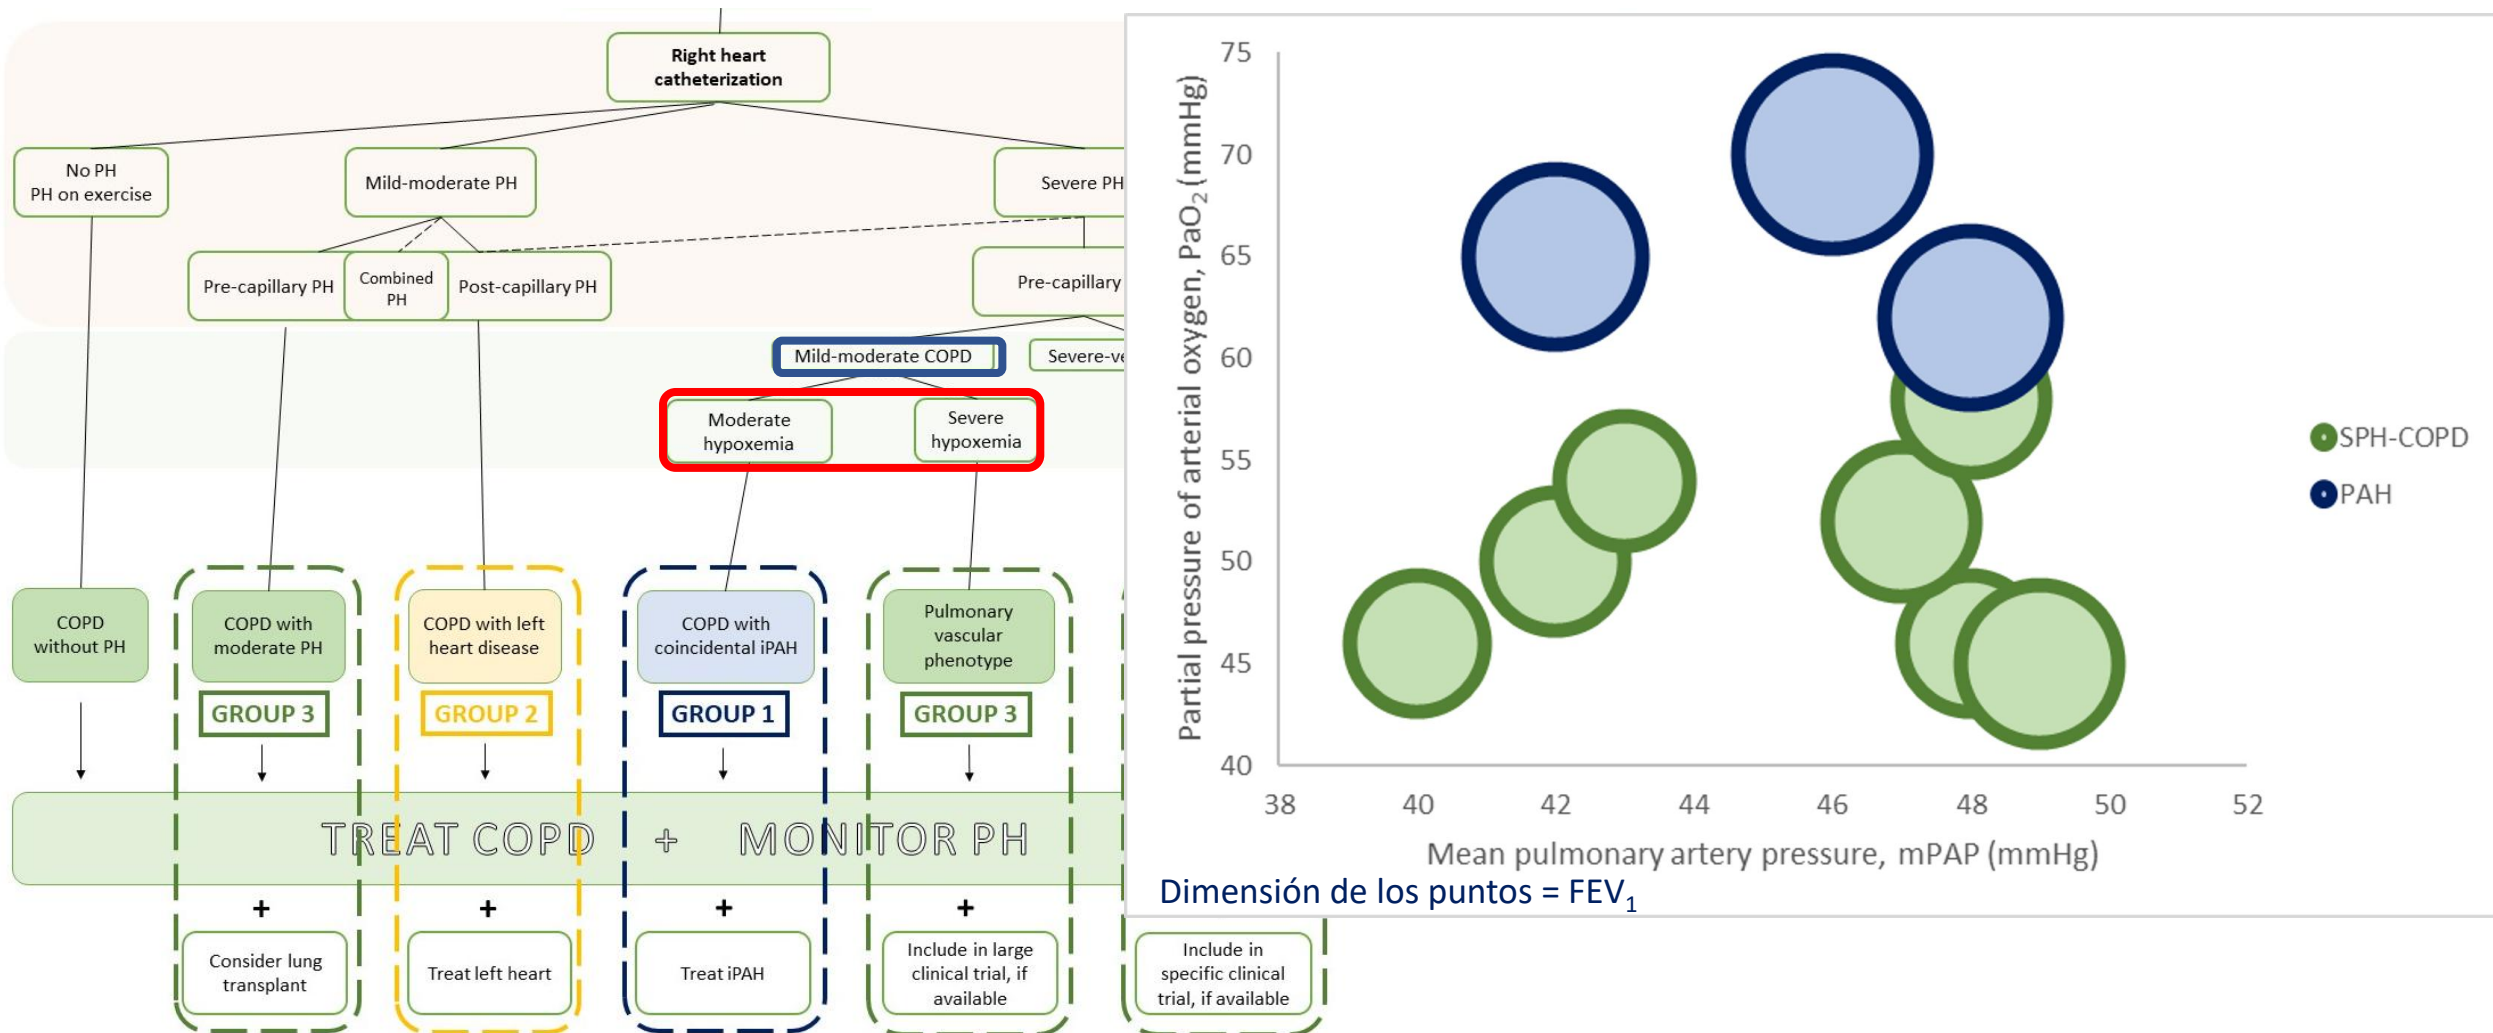 Right heart
catheterization
No PH
PH on exercise
Mild-moderate PH
Severe PH
Pre-capillary PH
Combined
PH
Post-capillary PH
Pre-capillary
Mild-moderate COPD
Severe-ve
Moderate
hypoxemia
Severe
hypoxemia
COPD
without PH
COPD with
moderate PH
COPD with left
heart disease
COPD with
coincidental iPAH
Pulmonary
vascular
phenotype
GROUP 3
GROUP 2
GROUP 1
GROUP 3
TREAT COPD + MONITOR PH
+
+
+
+
Consider lung
transplant
Treat left heart
Treat iPAH
Include in large
clinical trial, if
available
Include in
specific clinical
trial, if available
Partial pressure of arterial oxygen, PaO₂ (mmHg)
75
70
65
60
55
50
45
40
38 40 42 44 46 48 50 52
Mean pulmonary artery pressure, mPAP (mmHg)
SPH-COPD
PAH
Dimensión de los puntos = FEV₁